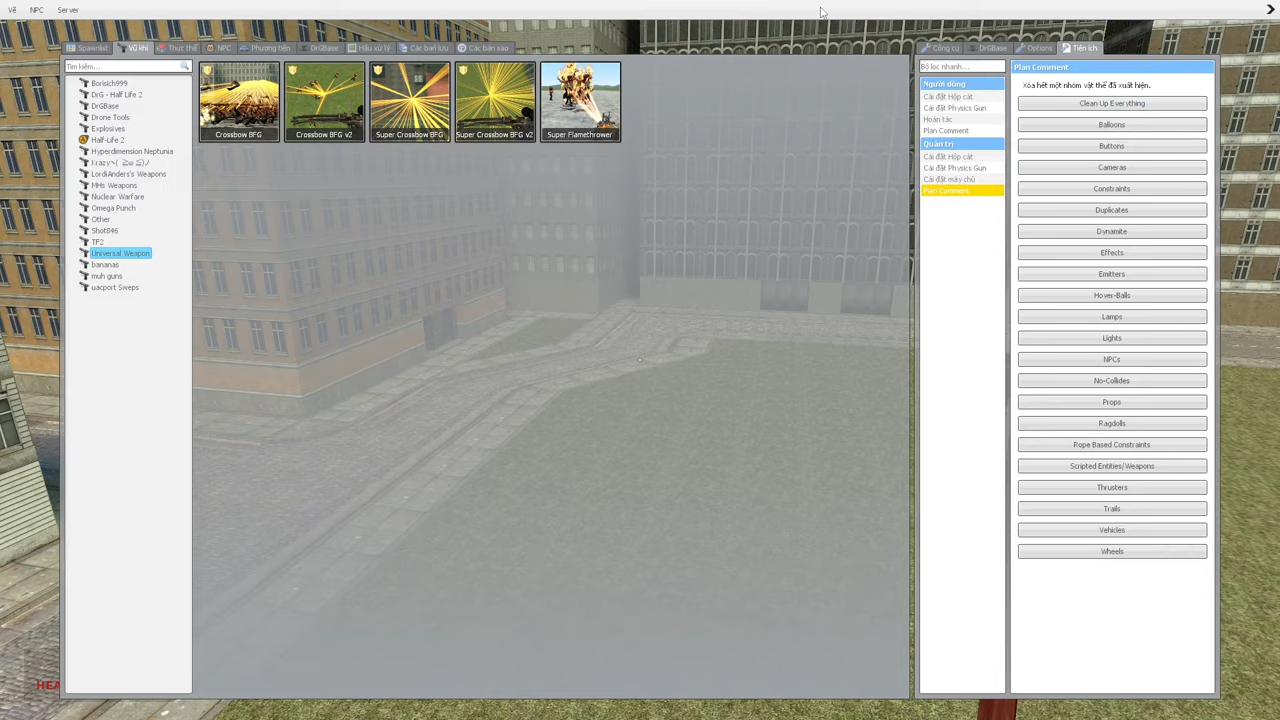 Vẽ NPC Server
Spawnlist Vũ khí Thực thể NPC Phương tiện DrGBase Hậu xử lý Các bản lưu Các bản sao
Tìm kiếm...
Borisich999
DrG - Half Life 2
DrGBase
Drone Tools
Explosives
Half-Life 2
Hyperdimension Neptunia
LordiAnders's Weapons
MHs Weapons
Nuclear Warfare
Omega Punch
Other
Shot846
TF2
Universal Weapon
bananas
muh guns
uacport Sweps
Crossbow BFG
Crossbow BFG v2
Super Crossbow BFG
Super Crossbow BFG v2
Super Flamethrower
HEA
Công cụ DrGBase Options Tiện ích
Bộ lọc nhanh...
Người dùng
Cài đặt Hộp cát
Cài đặt Physics Gun
Hoàn tác
Plan Comment
Quản trị
Cài đặt Hộp cát
Cài đặt Physics Gun
Cài đặt máy chủ
Plan Comment
Plan Comment
Xóa hết một nhóm vật thể đã xuất hiện.
Clean Up Everything
Balloons
Buttons
Cameras
Constraints
Duplicates
Dynamite
Effects
Emitters
Hover-Balls
Lamps
Lights
NPCs
No-Collides
Props
Ragdolls
Rope Based Constraints
Scripted Entities/Weapons
Thrusters
Trails
Vehicles
Wheels